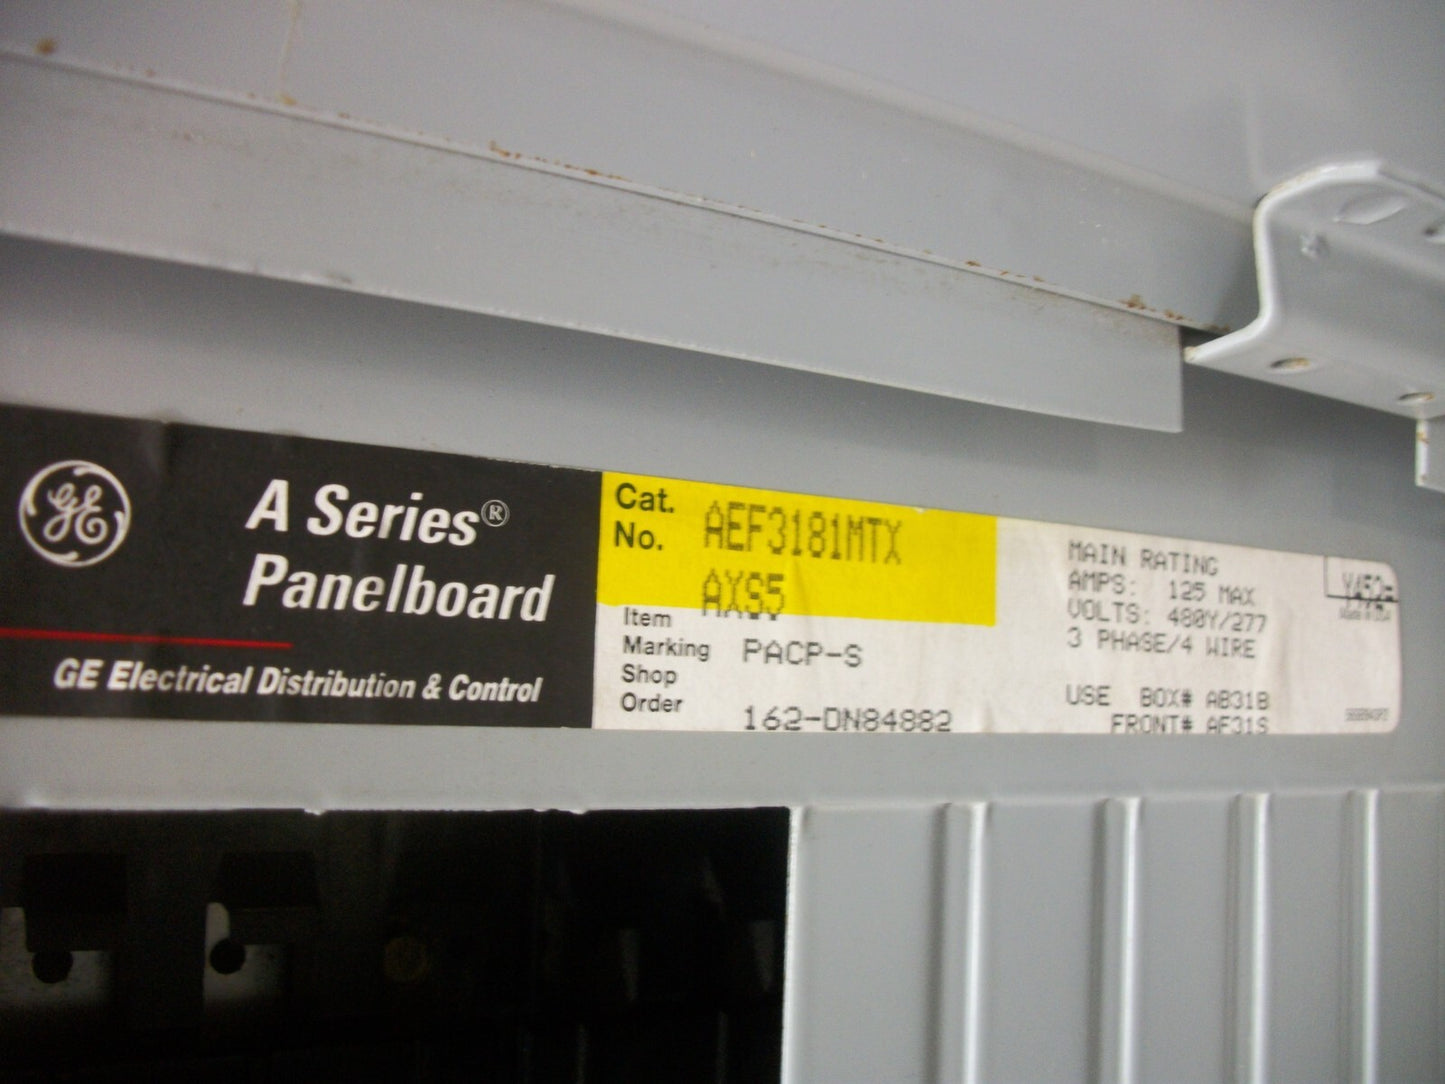 GE
A Series®
Panelboard
GE Electrical Distribution & Control
Cat.
No.
AEF3181MTX
AXS5
Item
Marking PACP-S
Shop
Order 162-DN84882
MAIN RATING
AMPS: 125 MAX
VOLTS: 480Y/277
3 PHASE/4 WIRE
USE BOX# AB31B
FRONT# AF31S